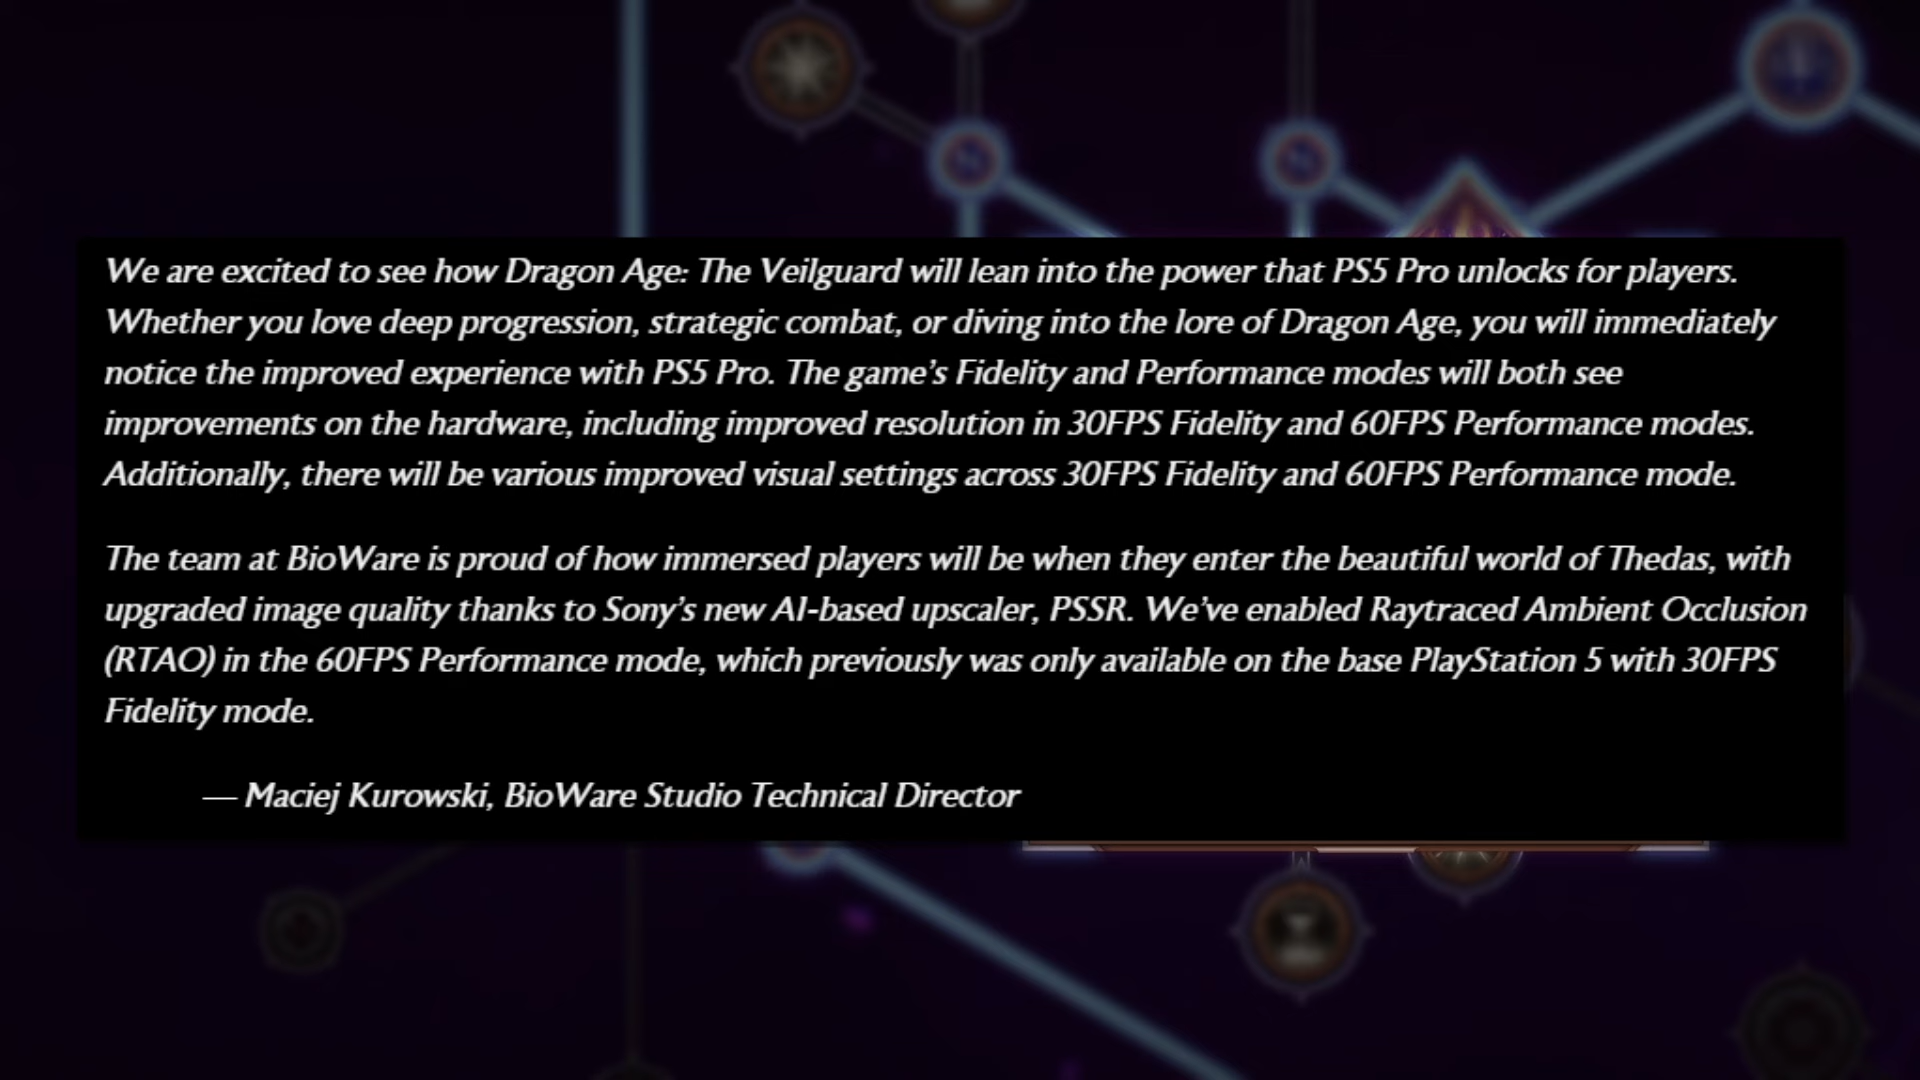 We are excited to see how Dragon Age: The Veilguard will lean into the power that PS5 Pro unlocks for players.
Whether you love deep progression, strategic combat, or diving into the lore of Dragon Age, you will immediately
notice the improved experience with PS5 Pro. The game’s Fidelity and Performance modes will both see
improvements on the hardware, including improved resolution in 30FPS Fidelity and 60FPS Performance modes.
Additionally, there will be various improved visual settings across 30FPS Fidelity and 60FPS Performance mode.
The team at BioWare is proud of how immersed players will be when they enter the beautiful world of Thedas, with
upgraded image quality thanks to Sony’s new AI-based upscaler, PSSR. We’ve enabled Raytraced Ambient Occlusion
(RTAO) in the 60FPS Performance mode, which previously was only available on the base PlayStation 5 with 30FPS
Fidelity mode.
— Maciej Kurowski, BioWare Studio Technical Director